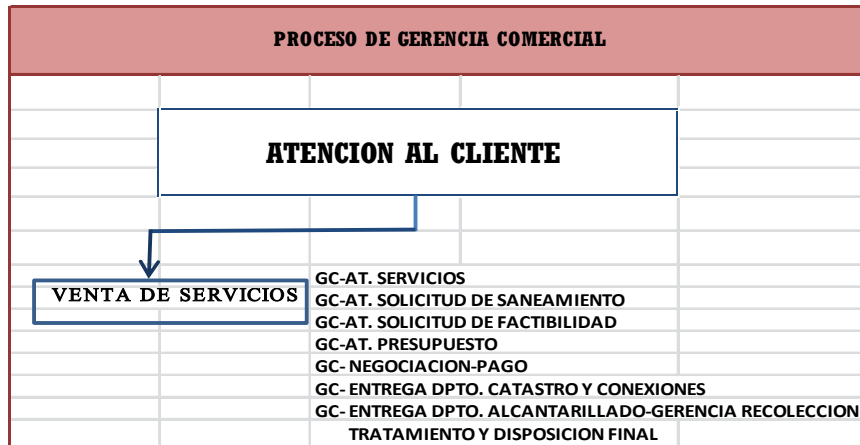 PROCESO DE GERENCIA COMERCIAL
ATENCION AL CLIENTE
VENTA DE SERVICIOS
GC-AT. SERVICIOS
GC-AT. SOLICITUD DE SANEAMIENTO
GC-AT. SOLICITUD DE FACTIBILIDAD
GC-AT. PRESUPUESTO
GC- NEGOCIACION-PAGO
GC- ENTREGA DPTO. CATASTRO Y CONEXIONES
GC- ENTREGA DPTO. ALCANTARILLADO-GERENCIA RECOLECCION
TRATAMIENTO Y DISPOSICION FINAL